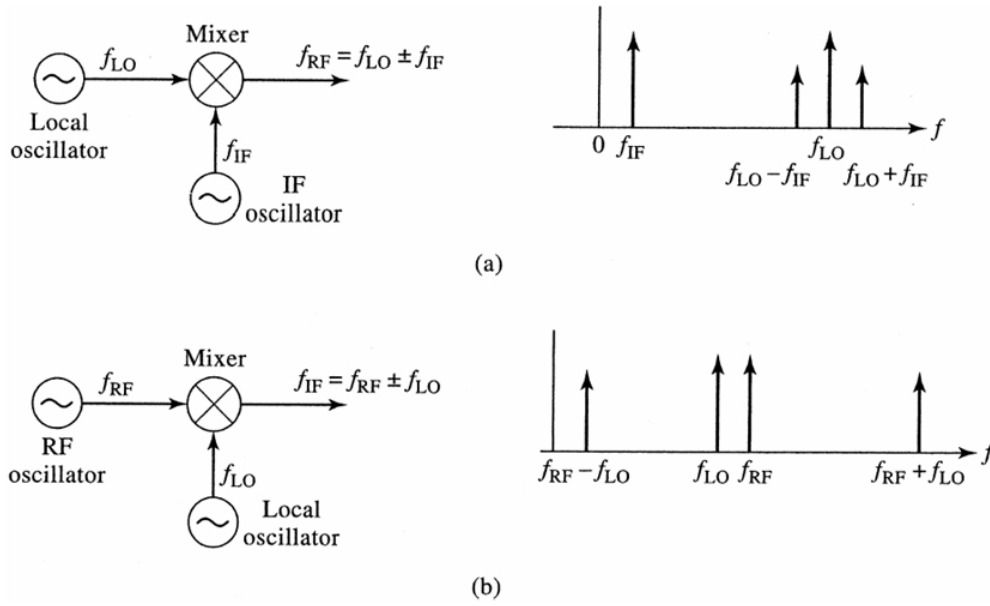 Mixer
f_LO
f_RF = f_LO ± f_IF
Local
oscillator
f_IF
IF
oscillator
0 f_IF
f_LO
f
f_LO − f_IF
f_LO + f_IF
(a)
Mixer
f_RF
f_IF = f_RF ± f_LO
RF
oscillator
f_LO
Local
oscillator
f_RF − f_LO
f_LO
f_RF
f_RF + f_LO
f
(b)